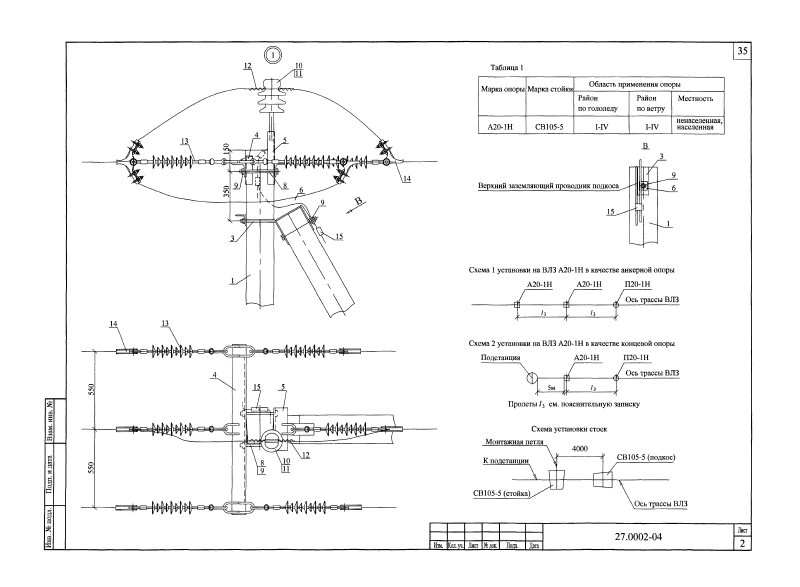 35
1
12
10
11
13
4
5
150
350
9
8
6
9
В
14
3
15
1
Таблица 1
Марка опоры
Марка стойки
Область применения опоры
Район по гололеду
Район по ветру
Местность
А20-1Н
СВ105-5
I-IV
I-IV
ненаселенная, населенная
В
3
9
6
Верхний заземляющий проводник подкоса
15
1
Схема 1 установки на ВЛЗ А20-1Н в качестве анкерной опоры
А20-1Н
А20-1Н
П20-1Н
Ось трассы ВЛЗ
l3
l3
Схема 2 установки на ВЛЗ А20-1Н в качестве концевой опоры
Подстанция
А20-1Н
П20-1Н
Ось трассы ВЛЗ
5м
l3
Пролеты l3 см. пояснительную записку
14
13
4
15
5
550
550
8
9
10
11
12
Схема установки стоек
Монтажная петля
4000
СВ105-5 (подкос)
К подстанции
СВ105-5 (стойка)
Ось трассы ВЛЗ
Взам. инв. №
Подп. и дата
Инв. № подл.
Изм.
Кол. уч.
Лист
№ док.
Подп.
Дата
27.0002-04
Лист
2